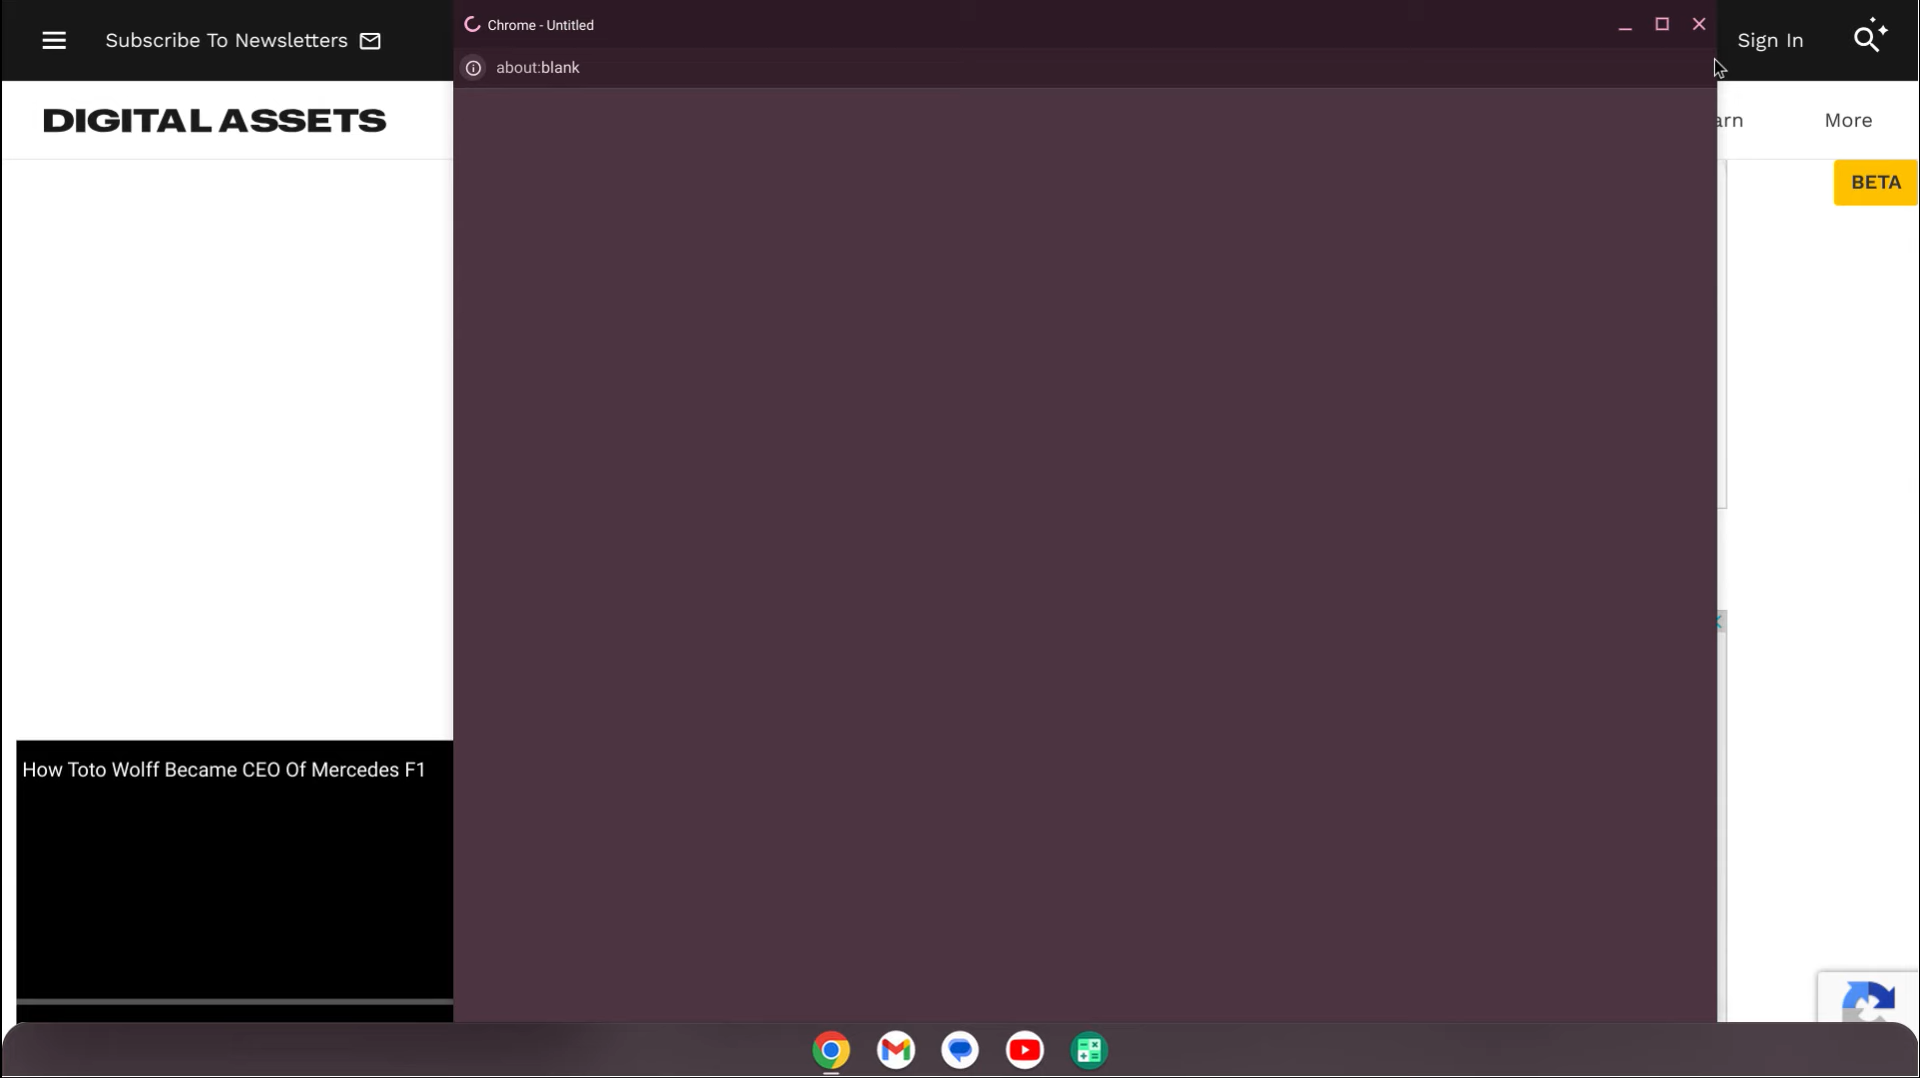 Subscribe To Newsletters
Chrome - Untitled
about:blank
Sign In
DIGITAL ASSETS
arn
More
BETA
How Toto Wolff Became CEO Of Mercedes F1